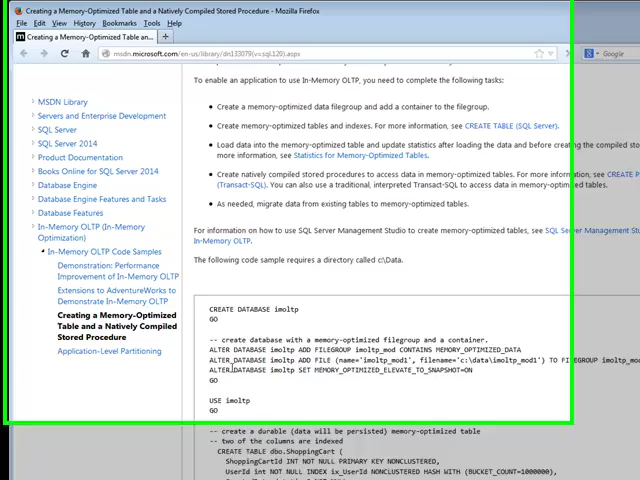 Creating a Memory-Optimized Table and a Natively Compiled Stored Procedure - Mozilla Firefox
File Edit View History Bookmarks Tools Help
Creating a Memory-Optimized Table an...
msdn.microsoft.com/en-us/library/dn133079(v=sql.120).aspx
Google
To enable an application to use In-Memory OLTP, you need to complete the following tasks:
Create a memory-optimized data filegroup and add a container to the filegroup.
Create memory-optimized tables and indexes. For more information, see CREATE TABLE (SQL Server).
Load data into the memory-optimized table and update statistics after loading the data and before creating the compiled sto
more information, see Statistics for Memory-Optimized Tables.
Create natively compiled stored procedures to access data in memory-optimized tables. For more information, see CREATE P
(Transact-SQL). You can also use a traditional, interpreted Transact-SQL to access data in memory-optimized tables.
As needed, migrate data from existing tables to memory-optimized tables.
For information on how to use SQL Server Management Studio to create memory-optimized tables, see SQL Server Management Stu
In-Memory OLTP.
The following code sample requires a directory called c:\Data.
MSDN Library
Servers and Enterprise Development
SQL Server
SQL Server 2014
Product Documentation
Books Online for SQL Server 2014
Database Engine
Database Engine Features and Tasks
Database Features
In-Memory OLTP (In-Memory
Optimization)
In-Memory OLTP Code Samples
Demonstration: Performance
Improvement of In-Memory OLTP
Extensions to AdventureWorks to
Demonstrate In-Memory OLTP
Creating a Memory-Optimized
Table and a Natively Compiled
Stored Procedure
Application-Level Partitioning
CREATE DATABASE imoltp
GO
-- create database with a memory-optimized filegroup and a container.
ALTER DATABASE imoltp ADD FILEGROUP imoltp_mod CONTAINS MEMORY_OPTIMIZED_DATA
ALTER DATABASE imoltp ADD FILE (name='imoltp_mod1', filename='c:\data\imoltp_mod1') TO FILEGROUP imoltp_mo
ALTER DATABASE imoltp SET MEMORY_OPTIMIZED_ELEVATE_TO_SNAPSHOT=ON
GO
USE imoltp
GO
-- create a durable (data will be persisted) memory-optimized table
-- two of the columns are indexed
CREATE TABLE dbo.ShoppingCart (
ShoppingCartId INT NOT NULL PRIMARY KEY NONCLUSTERED,
UserId int NOT NULL INDEX ix_UserId NONCLUSTERED HASH WITH (BUCKET_COUNT=1000000),